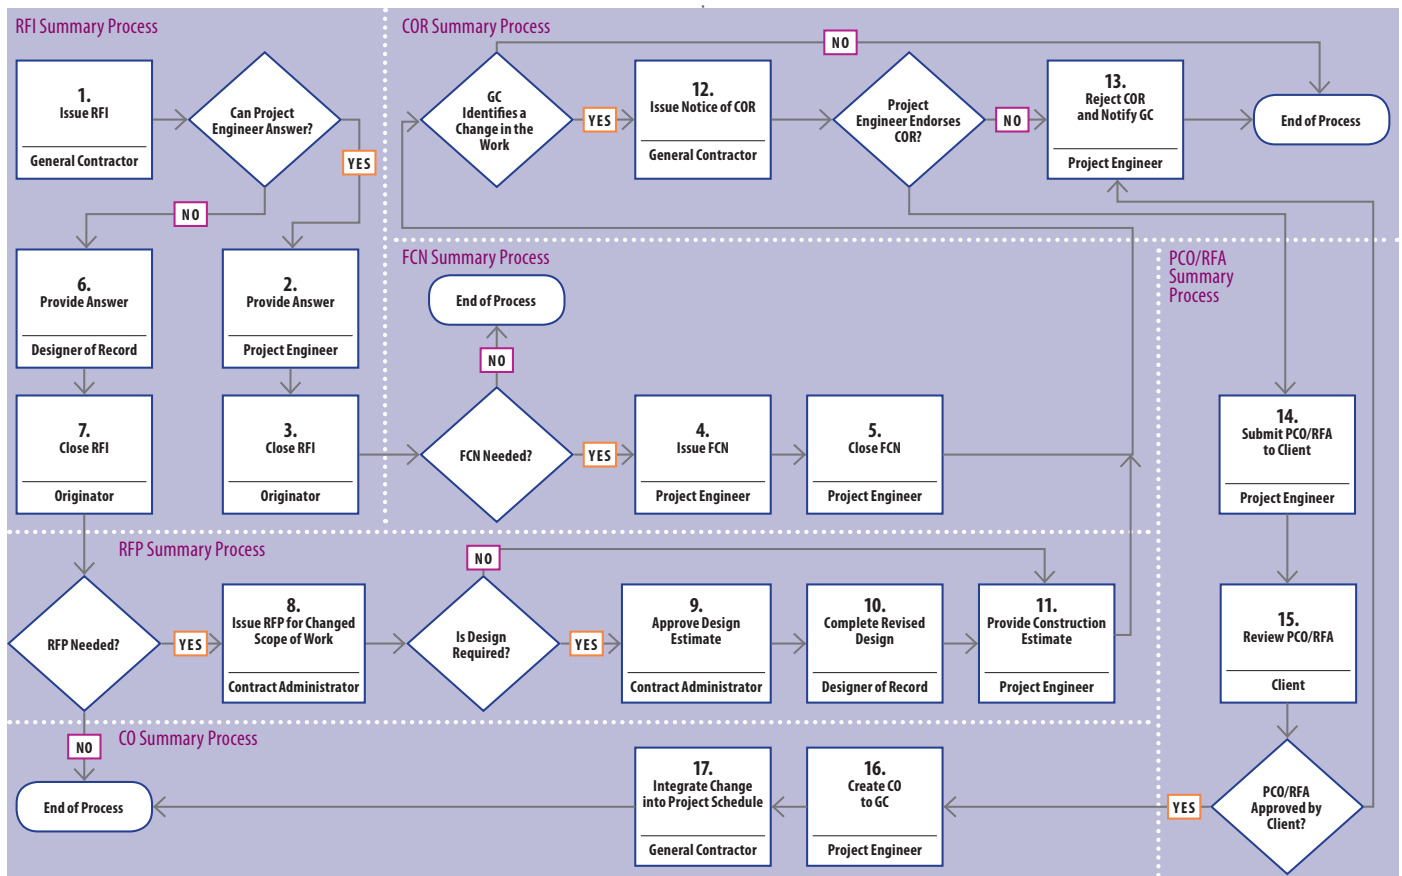 RFI Summary Process
1.
Issue RFI
General Contractor
Can Project
Engineer Answer?
YES
NO
6.
Provide Answer
Designer of Record
2.
Provide Answer
Project Engineer
7.
Close RFI
Originator
3.
Close RFI
Originator
COR Summary Process
NO
GC
Identifies a
Change in the
Work
YES
12.
Issue Notice of COR
General Contractor
Project
Engineer Endorses
COR?
NO
13.
Reject COR
and Notify GC
Project Engineer
End of Process
FCN Summary Process
End of Process
NO
FCN Needed?
YES
4.
Issue FCN
Project Engineer
5.
Close FCN
Project Engineer
PCO/RFA
Summary
Process
14.
Submit PCO/RFA
to Client
Project Engineer
15.
Review PCO/RFA
Client
PCO/RFA
Approved by
Client?
YES
RFP Summary Process
RFP Needed?
YES
8.
Issue RFP for Changed
Scope of Work
Contract Administrator
NO
Is Design
Required?
YES
9.
Approve Design
Estimate
Contract Administrator
10.
Complete Revised
Design
Designer of Record
11.
Provide Construction
Estimate
Project Engineer
NO
CO Summary Process
End of Process
17.
Integrate Change
into Project Schedule
General Contractor
16.
Create CO
to GC
Project Engineer